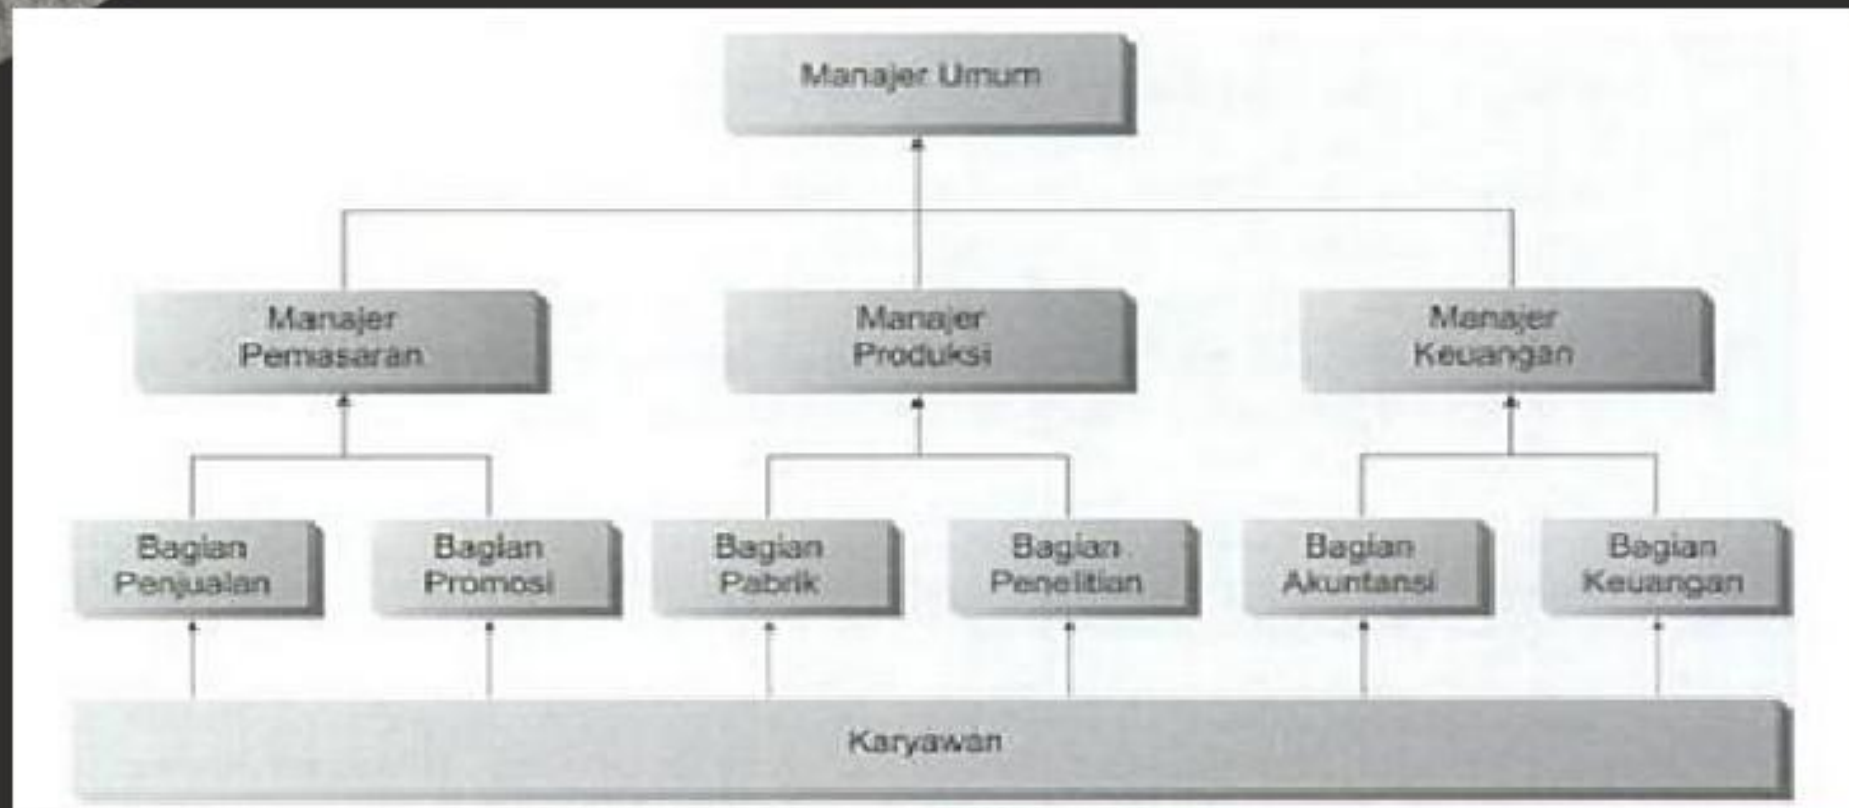 Manajer Umum
Manajer
Pemasaran
Manajer
Produksi
Manajer
Keuangan
Bagian
Penjualan
Bagian
Promosi
Bagian
Pabrik
Bagian
Penelitian
Bagian
Akuntansi
Bagian
Keuangan
Karyawan